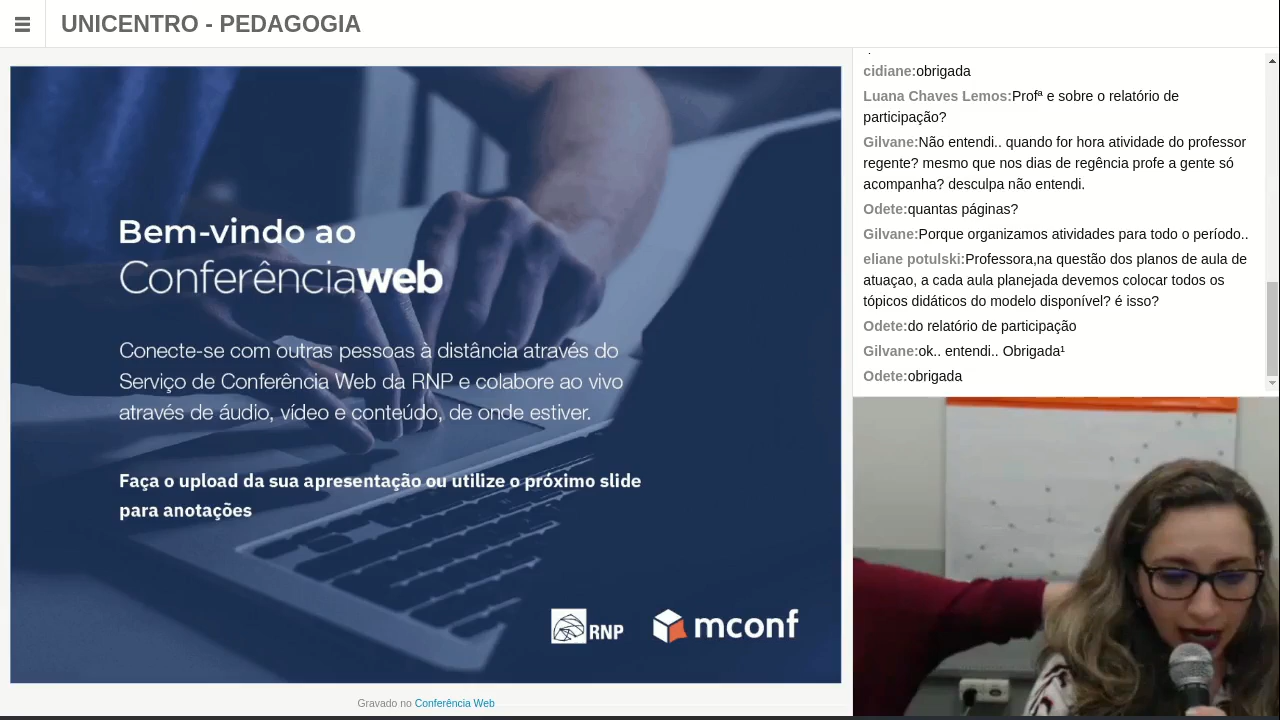 UNICENTRO - PEDAGOGIA
Bem-vindo ao
Conferênciaweb
Conecte-se com outras pessoas à distância através do
Serviço de Conferência Web da RNP e colabore ao vivo
através de áudio, vídeo e conteúdo, de onde estiver.
Faça o upload da sua apresentação ou utilize o próximo slide
para anotações
RNP
mconf
Gravado no Conferência Web
cidiane:obrigada
Luana Chaves Lemos:Profª e sobre o relatório de
participação?
Gilvane:Não entendi.. quando for hora atividade do professor
regente? mesmo que nos dias de regência profe a gente só
acompanha? desculpa não entendi.
Odete:quantas páginas?
Gilvane:Porque organizamos atividades para todo o período..
eliane potulski:Professora,na questão dos planos de aula de
atuaçao, a cada aula planejada devemos colocar todos os
tópicos didáticos do modelo disponível? é isso?
Odete:do relatório de participação
Gilvane:ok.. entendi.. Obrigada¹
Odete:obrigada